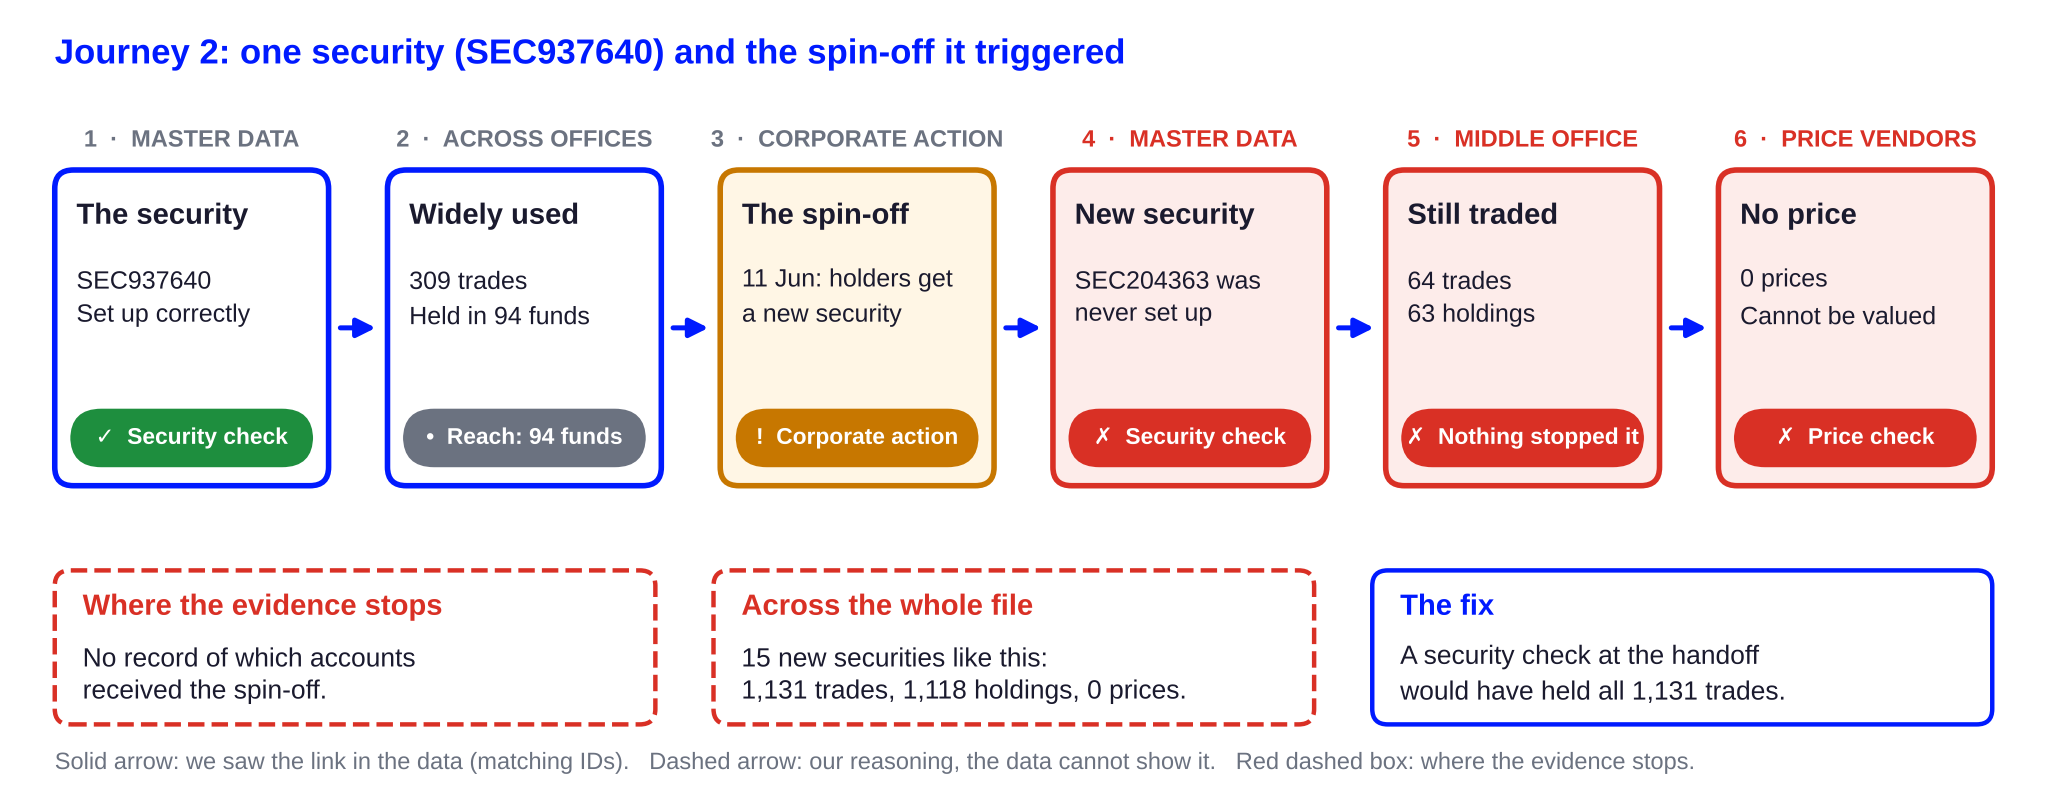 Journey 2: one security (SEC937640) and the spin-off it triggered
1 · MASTER DATA
The security
SEC937640
Set up correctly
✓ Security check
2 · ACROSS OFFICES
Widely used
309 trades
Held in 94 funds
• Reach: 94 funds
3 · CORPORATE ACTION
The spin-off
11 Jun: holders get
a new security
! Corporate action
4 · MASTER DATA
New security
SEC204363 was
never set up
✗ Security check
5 · MIDDLE OFFICE
Still traded
64 trades
63 holdings
✗ Nothing stopped it
6 · PRICE VENDORS
No price
0 prices
Cannot be valued
✗ Price check
Where the evidence stops
No record of which accounts
received the spin-off.
Across the whole file
15 new securities like this:
1,131 trades, 1,118 holdings, 0 prices.
The fix
A security check at the handoff
would have held all 1,131 trades.
Solid arrow: we saw the link in the data (matching IDs). Dashed arrow: our reasoning, the data cannot show it. Red dashed box: where the evidence stops.